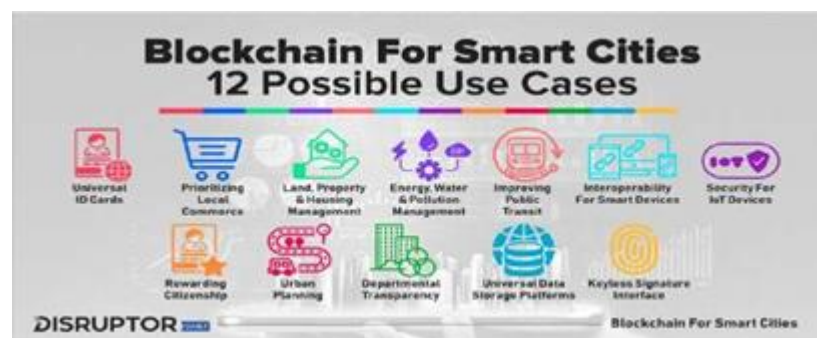 Blockchain For Smart Cities
12 Possible Use Cases
Universal
ID Cards
Prioritizing
Local
Commerce
Land, Property
& Housing
Management
Energy, Water
& Pollution
Management
Improving
Public
Transit
Interoperability
For Smart Devices
IoT
Security For
IoT Devices
Rewarding
Citizenship
Urban
Planning
Departmental
Transparency
Universal Data
Storage Platforms
Keyless Signature
Interface
DISRUPTOR
Blockchain For Smart Cities